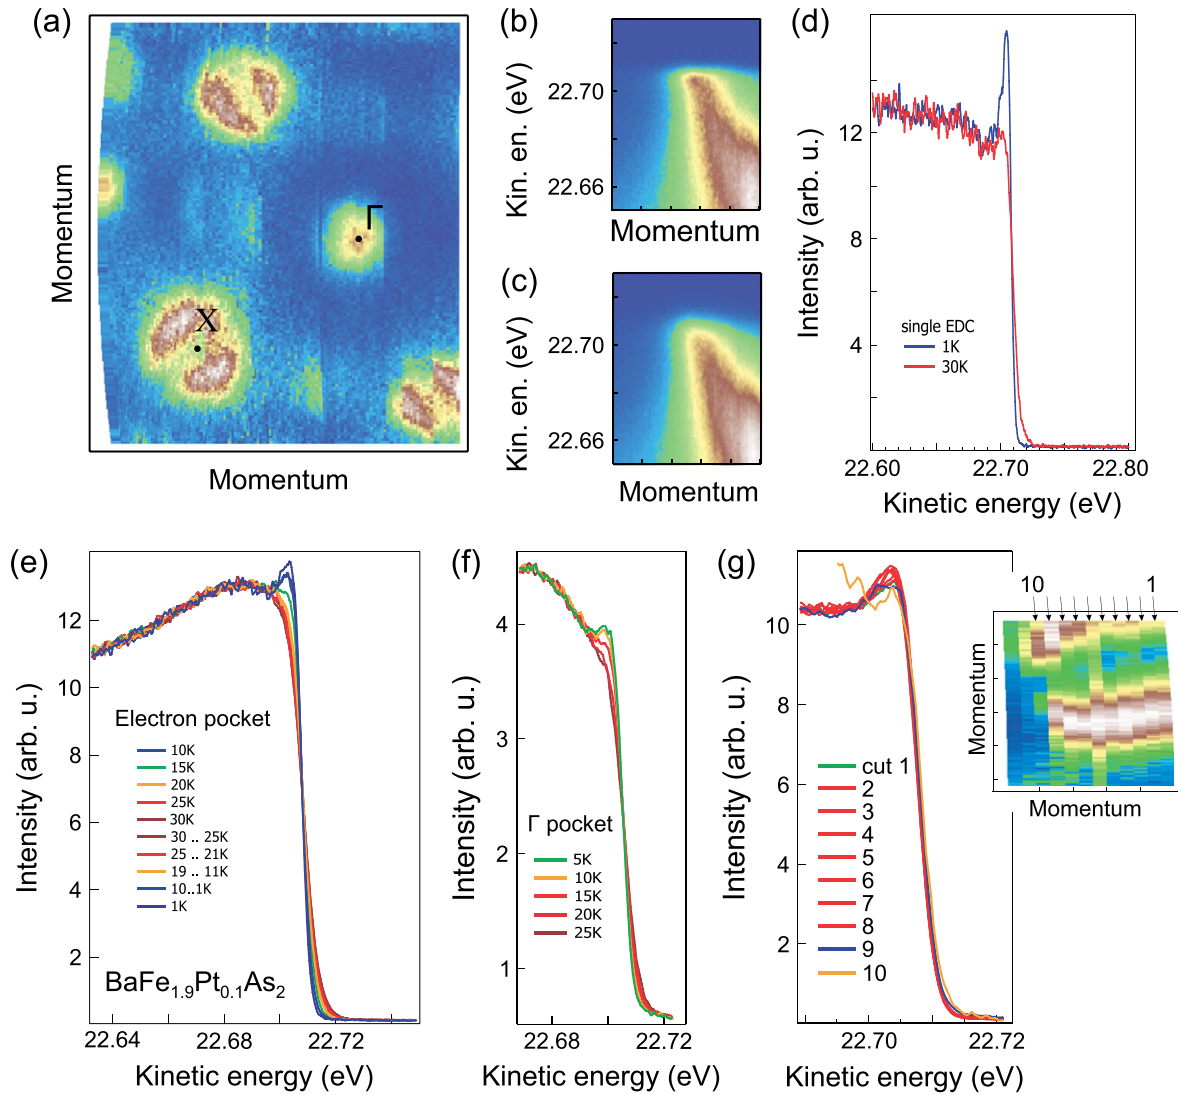 (a)
Momentum
Γ
X
Momentum
(b)
Kin. en. (eV)
22.70
22.66
Momentum
(c)
Kin. en. (eV)
22.70
22.66
Momentum
(d)
Intensity (arb. u.)
12
8
4
single EDC
1K
30K
22.60
22.70
22.80
Kinetic energy (eV)
(e)
Intensity (arb. u.)
12
10
8
6
4
2
Electron pocket
10K
15K
20K
25K
30K
30 .. 25K
25 .. 21K
19 .. 11K
10..1K
1K
BaFe1.9Pt0.1As2
22.64
22.68
22.72
Kinetic energy (eV)
(f)
Intensity (arb. u.)
4
3
2
1
Γ pocket
5K
10K
15K
20K
25K
22.68
22.72
Kinetic energy (eV)
(g)
Intensity (arb. u.)
10
8
6
4
2
cut 1
2
3
4
5
6
7
8
9
10
22.70
22.72
Kinetic energy (eV)
10
1
Momentum
Momentum